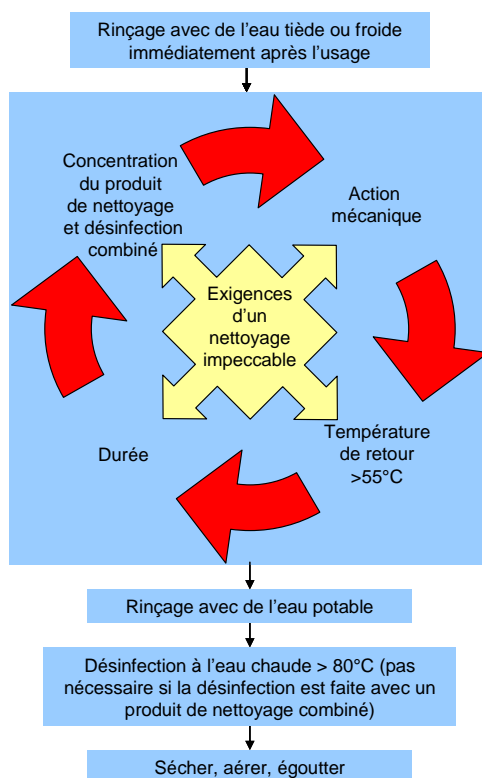 Rinçage avec de l'eau tiède ou froide
immédiatement après l'usage
Concentration
du produit
de nettoyage
et désinfection
combiné
Action
mécanique
Exigences
d'un
nettoyage
impeccable
Température
de retour
>55°C
Durée
Rinçage avec de l'eau potable
Désinfection à l'eau chaude > 80°C (pas
nécessaire si la désinfection est faite avec un
produit de nettoyage combiné)
Sécher, aérer, égoutter